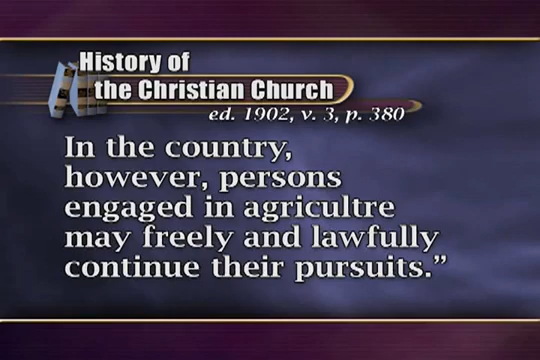 History of
the Christian Church
ed. 1902, v. 3, p. 380
In the country,
however, persons
engaged in agricultre
may freely and lawfully
continue their pursuits.”